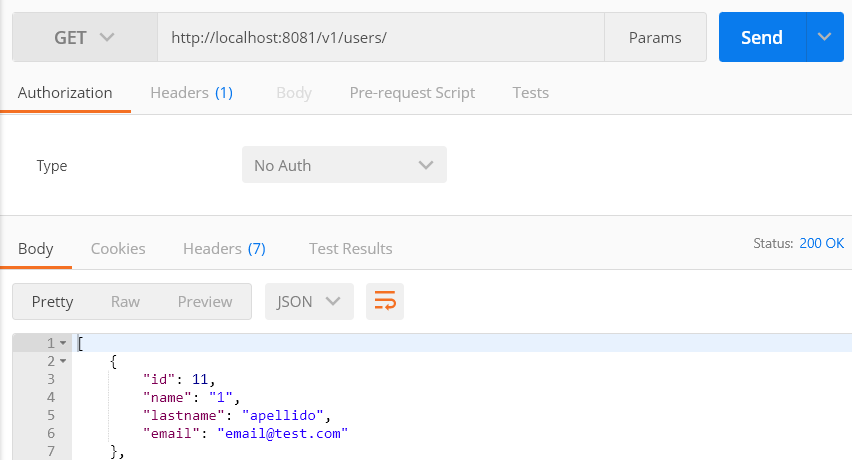 GET http://localhost:8081/v1/users/ Params Send
Authorization Headers (1) Body Pre-request Script Tests
Type No Auth
Body Cookies Headers (7) Test Results Status: 200 OK
Pretty Raw Preview JSON
1 [
2 {
3 "id": 11,
4 "name": "1",
5 "lastname": "apellido",
6 "email": "email@test.com"
7 },